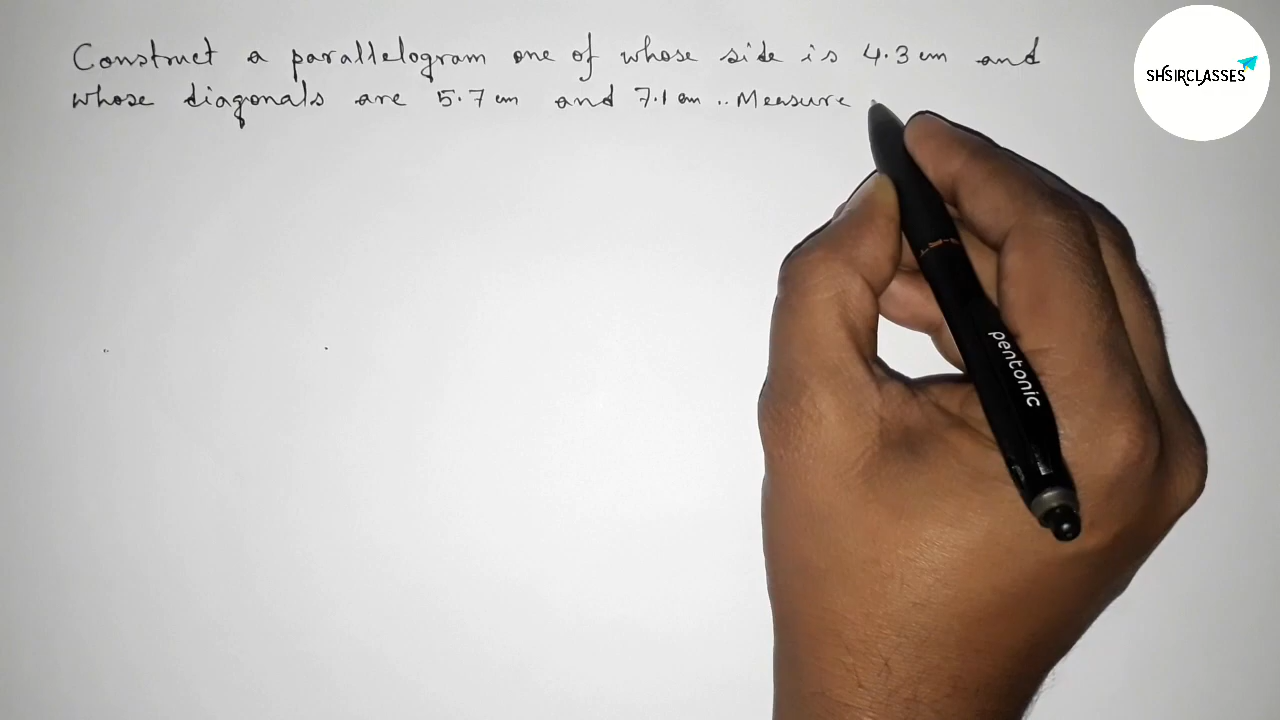 Construct a parallelogram one of whose side is 4.3 cm and
whose diagonals are 5.7 cm and 7.1 cm .. Measure
SHSIRCLASSES
pentonic